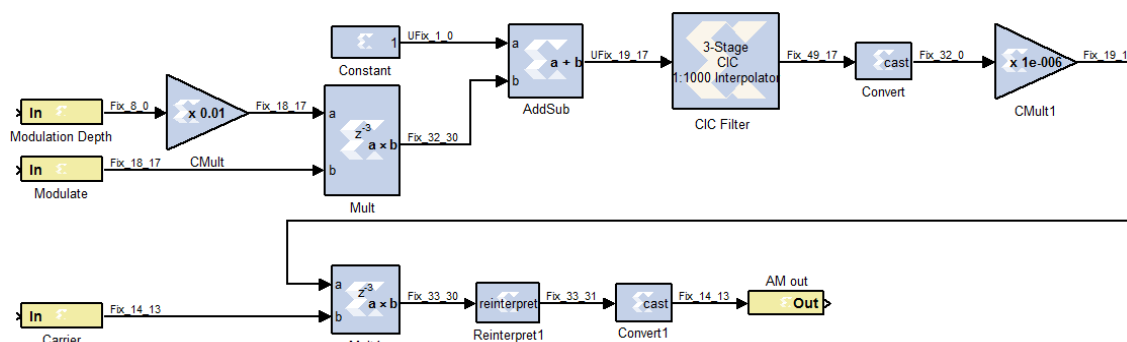 1
Constant
UFix_1_0
a
b
a + b
AddSub
UFix_19_17
3-Stage
CIC
1:1000 Interpolator
CIC Filter
Fix_49_17
cast
Convert
Fix_32_0
x 1e-006
CMult1
In
Modulation Depth
Fix_8_0
x 0.01
CMult
Fix_18_17
In
Modulate
Fix_18_17
a
b
z-3
a × b
Mult
Fix_32_30
In
Carrier
Fix_14_13
a
b
z-3
a × b
Fix_33_30
reinterpret
Reinterpret1
Fix_33_31
cast
Convert1
Fix_14_13
AM out
Out